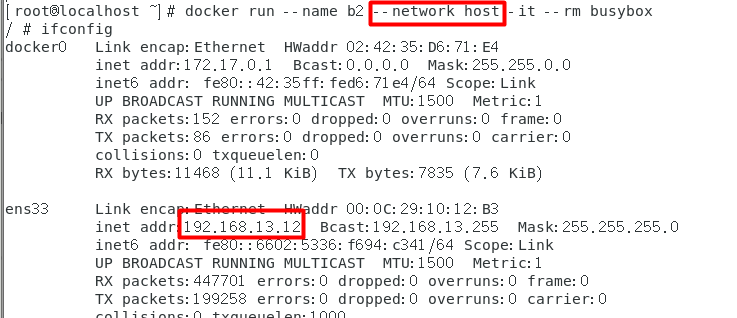 [root@localhost ~]# docker run --name b2 --network host -it --rm busybox
/ # ifconfig
docker0 Link encap:Ethernet HWaddr 02:42:35:D6:71:E4
inet addr:172.17.0.1 Bcast:0.0.0.0 Mask:255.255.0.0
inet6 addr: fe80::42:35ff:fed6:71e4/64 Scope:Link
UP BROADCAST RUNNING MULTICAST MTU:1500 Metric:1
RX packets:152 errors:0 dropped:0 overruns:0 frame:0
TX packets:86 errors:0 dropped:0 overruns:0 carrier:0
collisions:0 txqueuelen:0
RX bytes:11468 (11.1 KiB) TX bytes:7835 (7.6 KiB)
ens33 Link encap:Ethernet HWaddr 00:0C:29:10:12:B3
inet addr:192.168.13.12 Bcast:192.168.13.255 Mask:255.255.255.0
inet6 addr: fe80::6602:5336:f694:c341/64 Scope:Link
UP BROADCAST RUNNING MULTICAST MTU:1500 Metric:1
RX packets:447701 errors:0 dropped:0 overruns:0 frame:0
TX packets:199258 errors:0 dropped:0 overruns:0 carrier:0
collisions:0 txqueuelen:1000